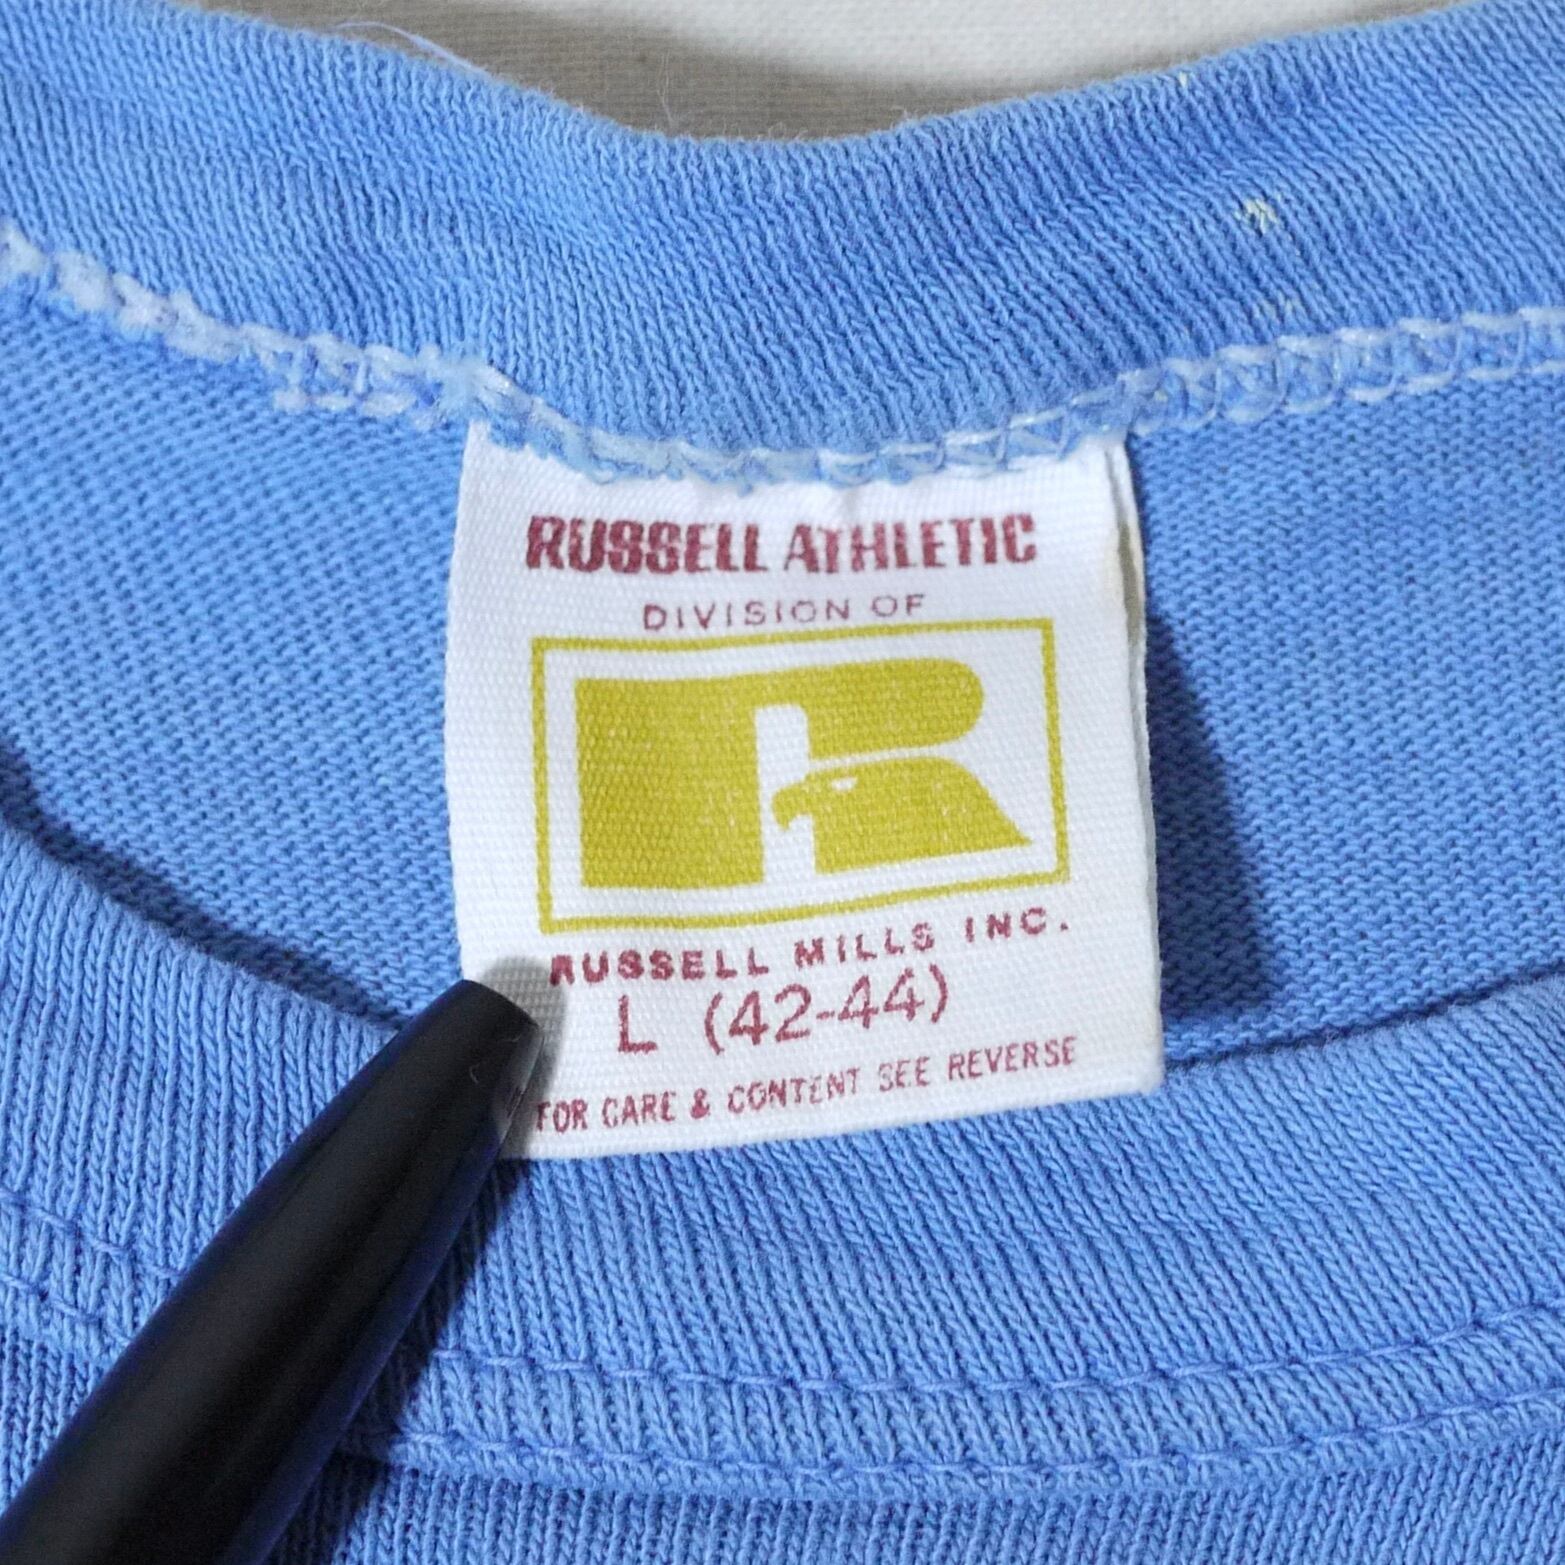 RUSSELL ATHLETIC
DIVISION OF
R
RUSSELL MILLS INC.
L (42-44)
FOR CARE & CONTENT SEE REVERSE